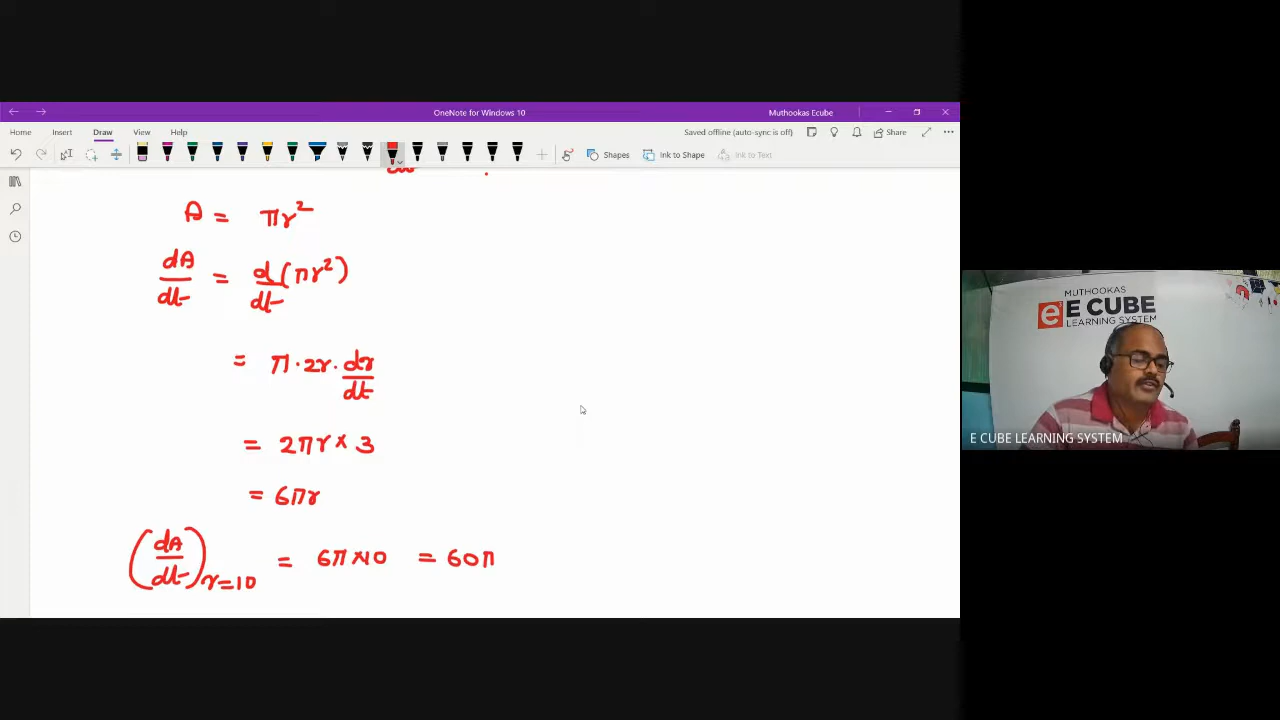 OneNote for Windows 10
Muthookas Ecube
Home Insert Draw View Help
Saved offline (auto-sync is off)
Share
Shapes
Ink to Shape
Ink to Text
A = πr²
dA/dt = d/dt (πr²)
= π · 2r · dr/dt
= 2πr × 3
= 6πr
(dA/dt)r=10 = 6π×10 = 60π
MUTHOOKAS
e³ E CUBE
LEARNING SYSTEM
E CUBE LEARNING SYSTEM